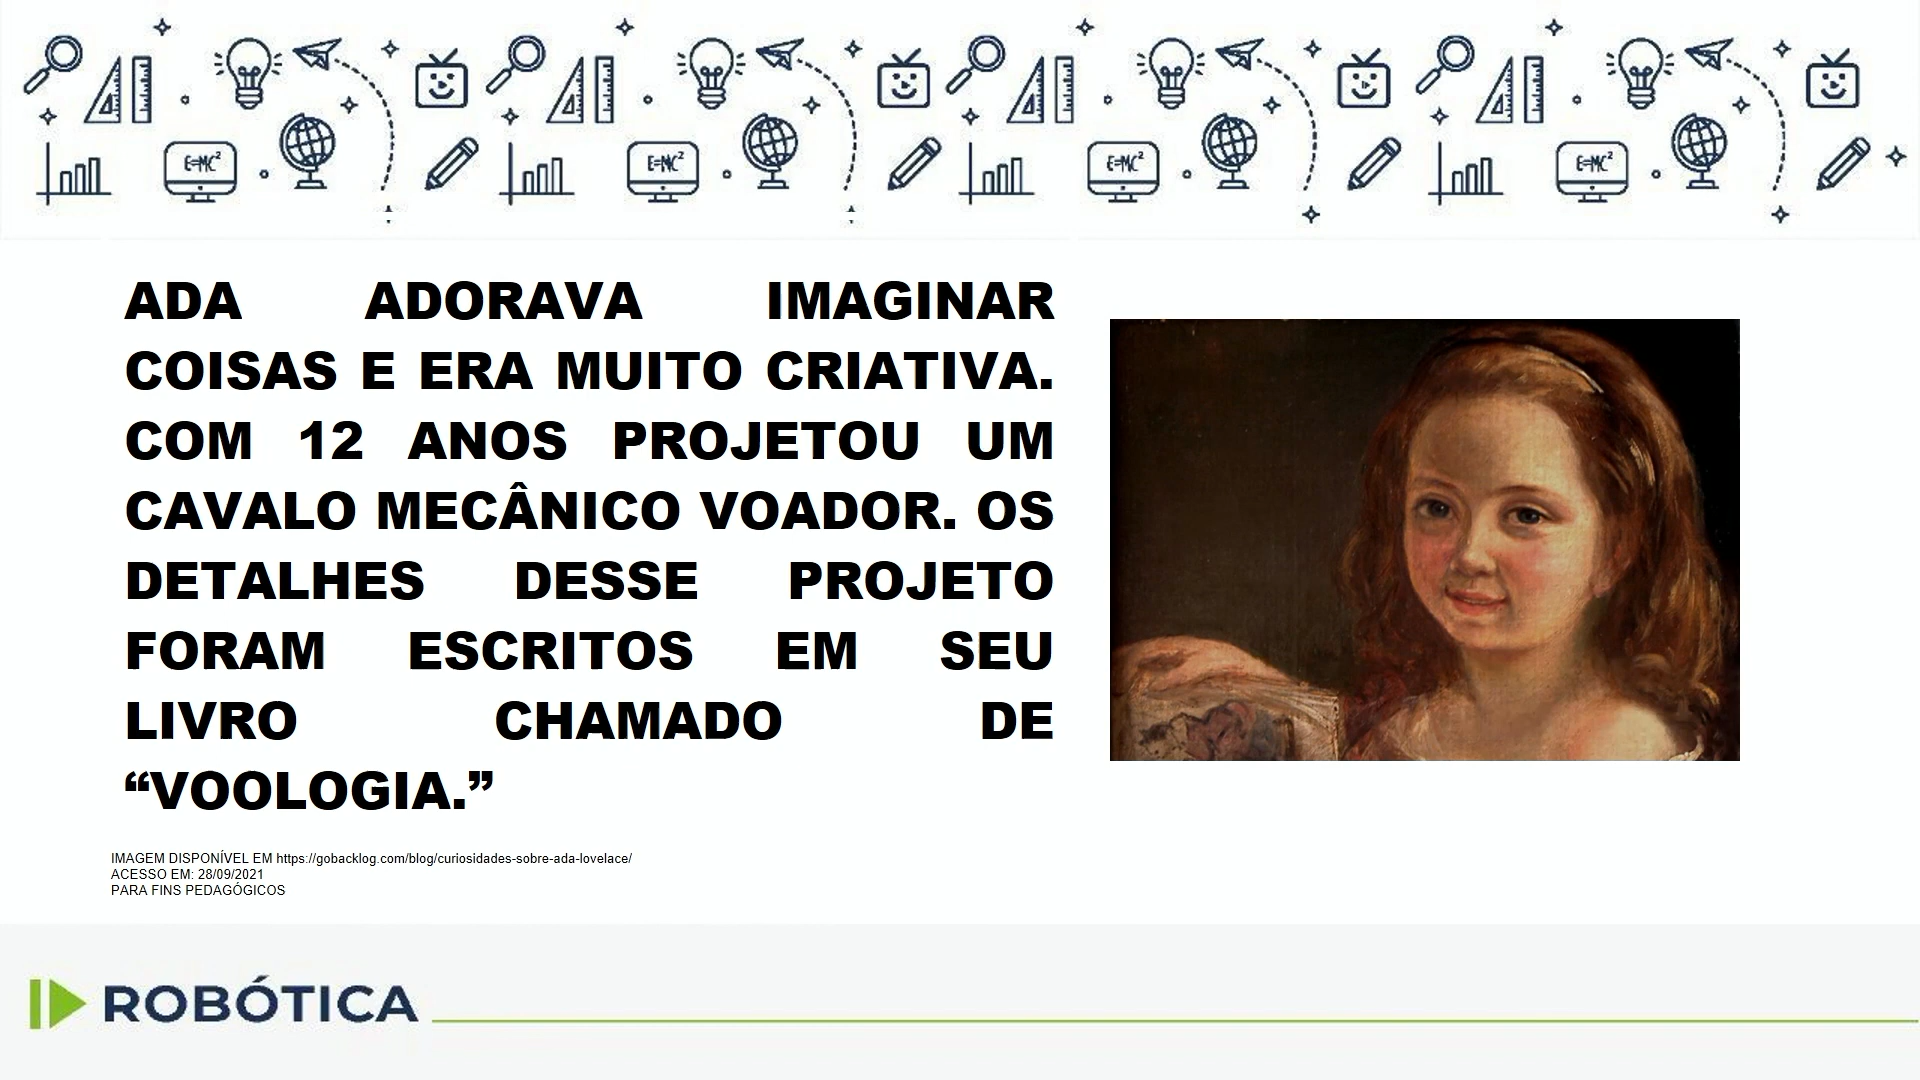 E=MC² E=MC² E=MC² E=MC²
ADA ADORAVA IMAGINAR
COISAS E ERA MUITO CRIATIVA.
COM 12 ANOS PROJETOU UM
CAVALO MECÂNICO VOADOR. OS
DETALHES DESSE PROJETO
FORAM ESCRITOS EM SEU
LIVRO CHAMADO DE
“VOOLOGIA.”
IMAGEM DISPONÍVEL EM https://gobacklog.com/blog/curiosidades-sobre-ada-lovelace/
ACESSO EM: 28/09/2021
PARA FINS PEDAGÓGICOS
ROBÓTICA